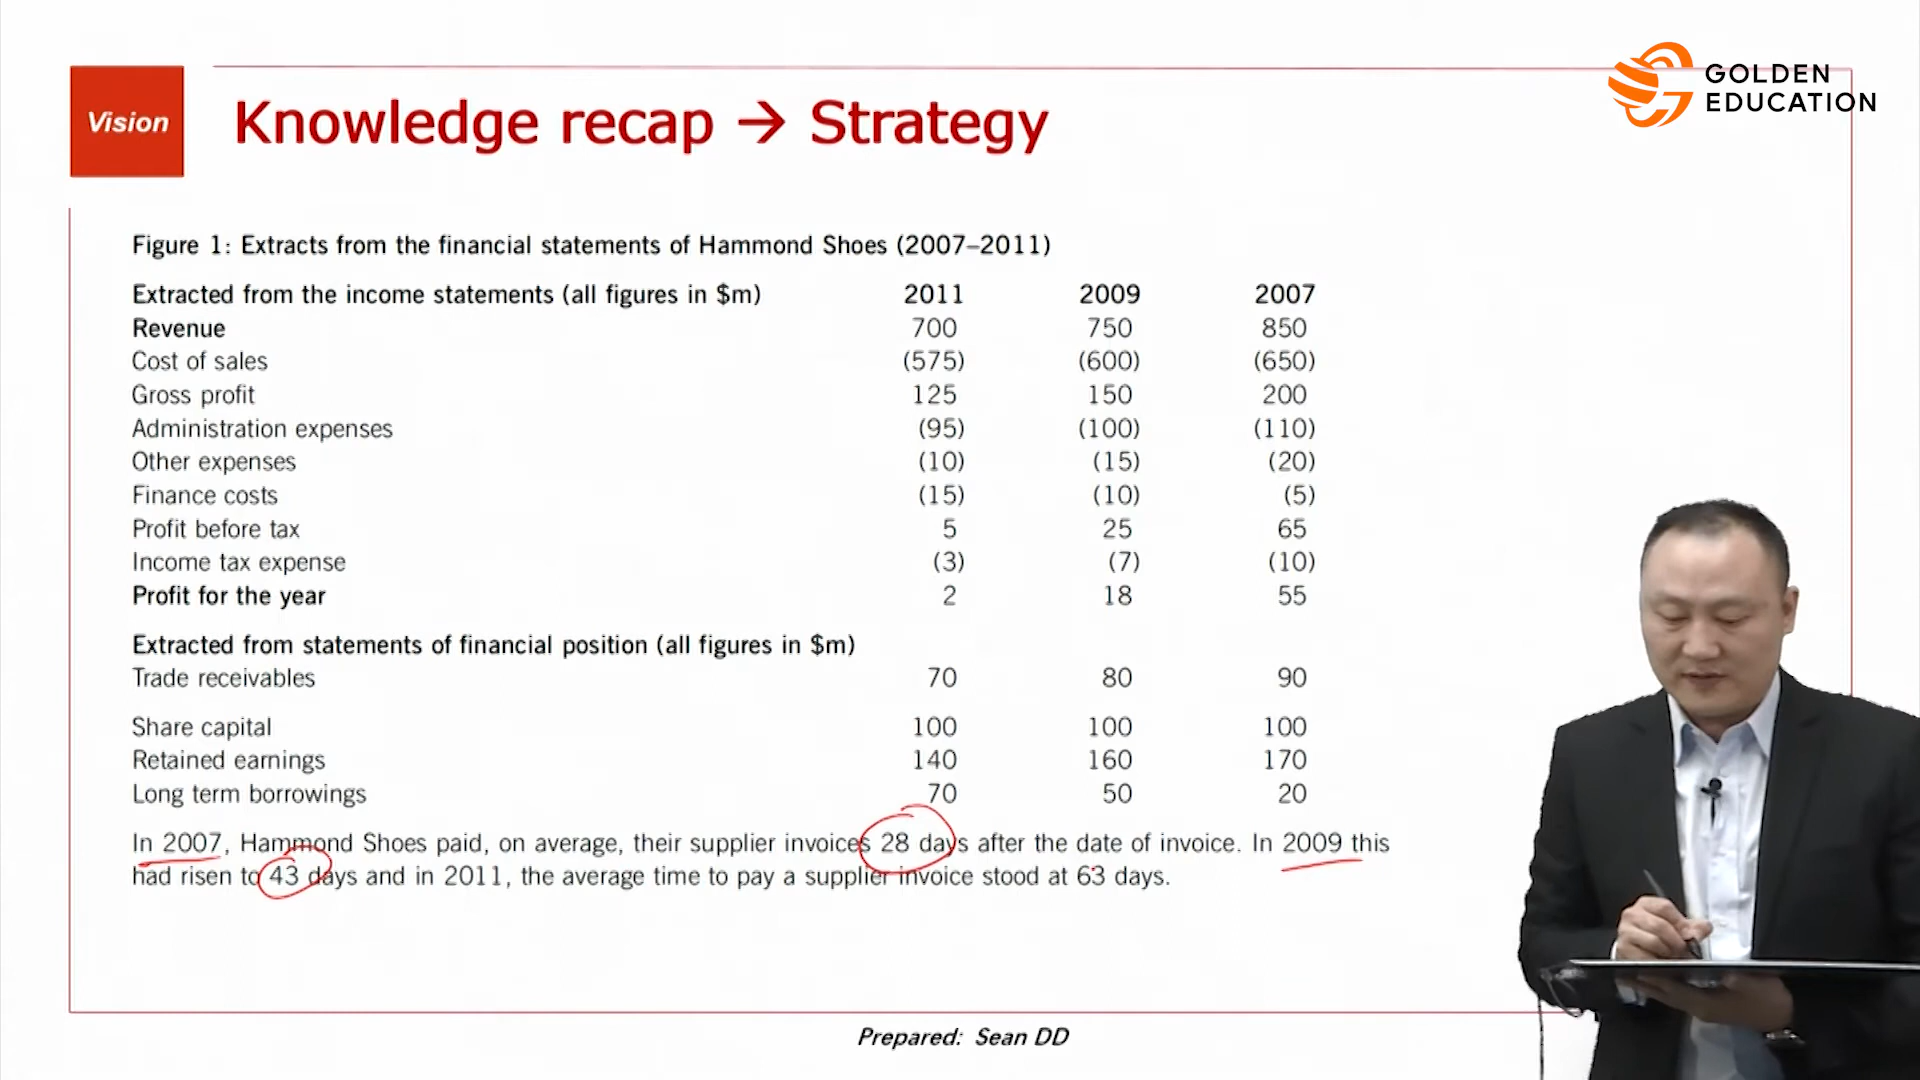 GOLDEN
EDUCATION
Vision
Knowledge recap → Strategy
Figure 1: Extracts from the financial statements of Hammond Shoes (2007–2011)
Extracted from the income statements (all figures in $m) 2011 2009 2007
Revenue 700 750 850
Cost of sales (575) (600) (650)
Gross profit 125 150 200
Administration expenses (95) (100) (110)
Other expenses (10) (15) (20)
Finance costs (15) (10) (5)
Profit before tax 5 25 65
Income tax expense (3) (7) (10)
Profit for the year 2 18 55
Extracted from statements of financial position (all figures in $m)
Trade receivables 70 80 90
Share capital 100 100 100
Retained earnings 140 160 170
Long term borrowings 70 50 20
In 2007, Hammond Shoes paid, on average, their supplier invoices 28 days after the date of invoice. In 2009 this
had risen to 43 days and in 2011, the average time to pay a supplier invoice stood at 63 days.
Prepared: Sean DD